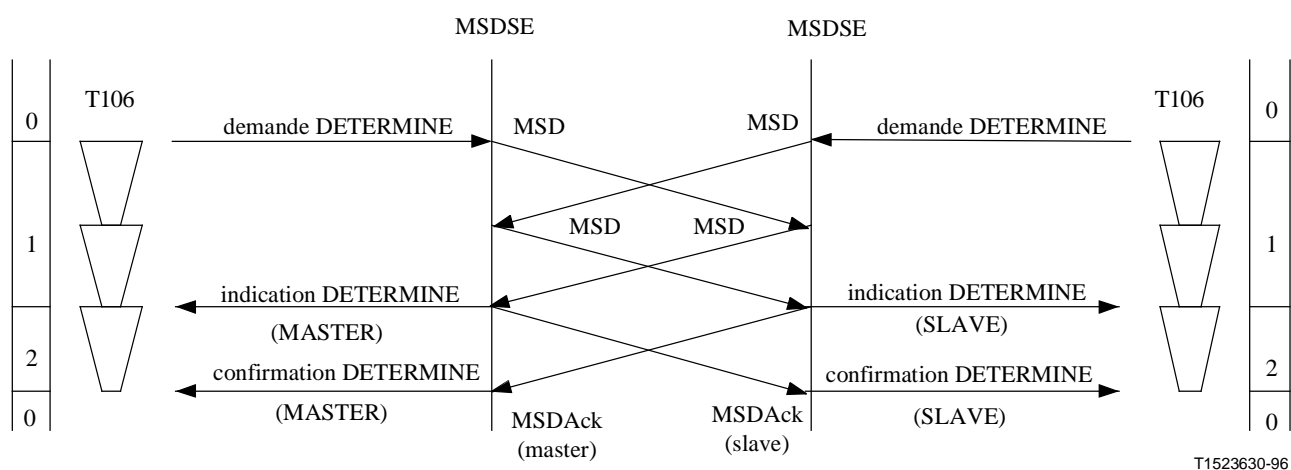 MSDSE MSDSE
T106 T106
0 demande DETERMINE MSD MSD demande DETERMINE 0
1 MSD MSD 1
indication DETERMINE indication DETERMINE
(MASTER) (SLAVE)
2 confirmation DETERMINE confirmation DETERMINE 2
(MASTER) MSDAck MSDAck (SLAVE)
0 (master) (slave) 0
T1523630-96